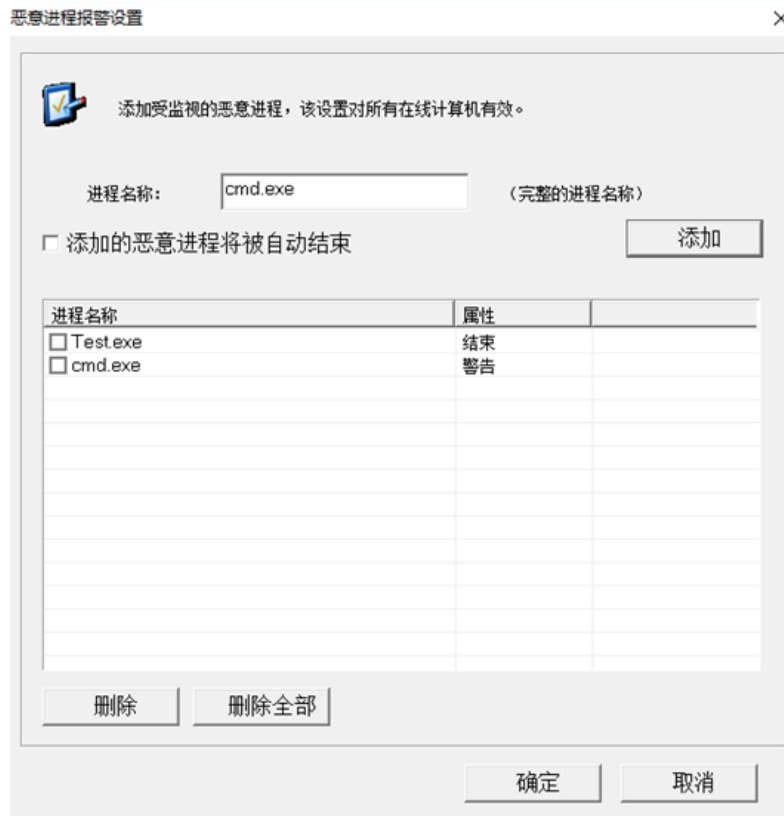 恶意进程报警设置
添加受监视的恶意进程，该设置对所有在线计算机有效。
进程名称： cmd.exe （完整的进程名称）
添加的恶意进程将被自动结束 添加
进程名称 属性
Test.exe 结束
cmd.exe 警告
删除 删除全部
确定 取消